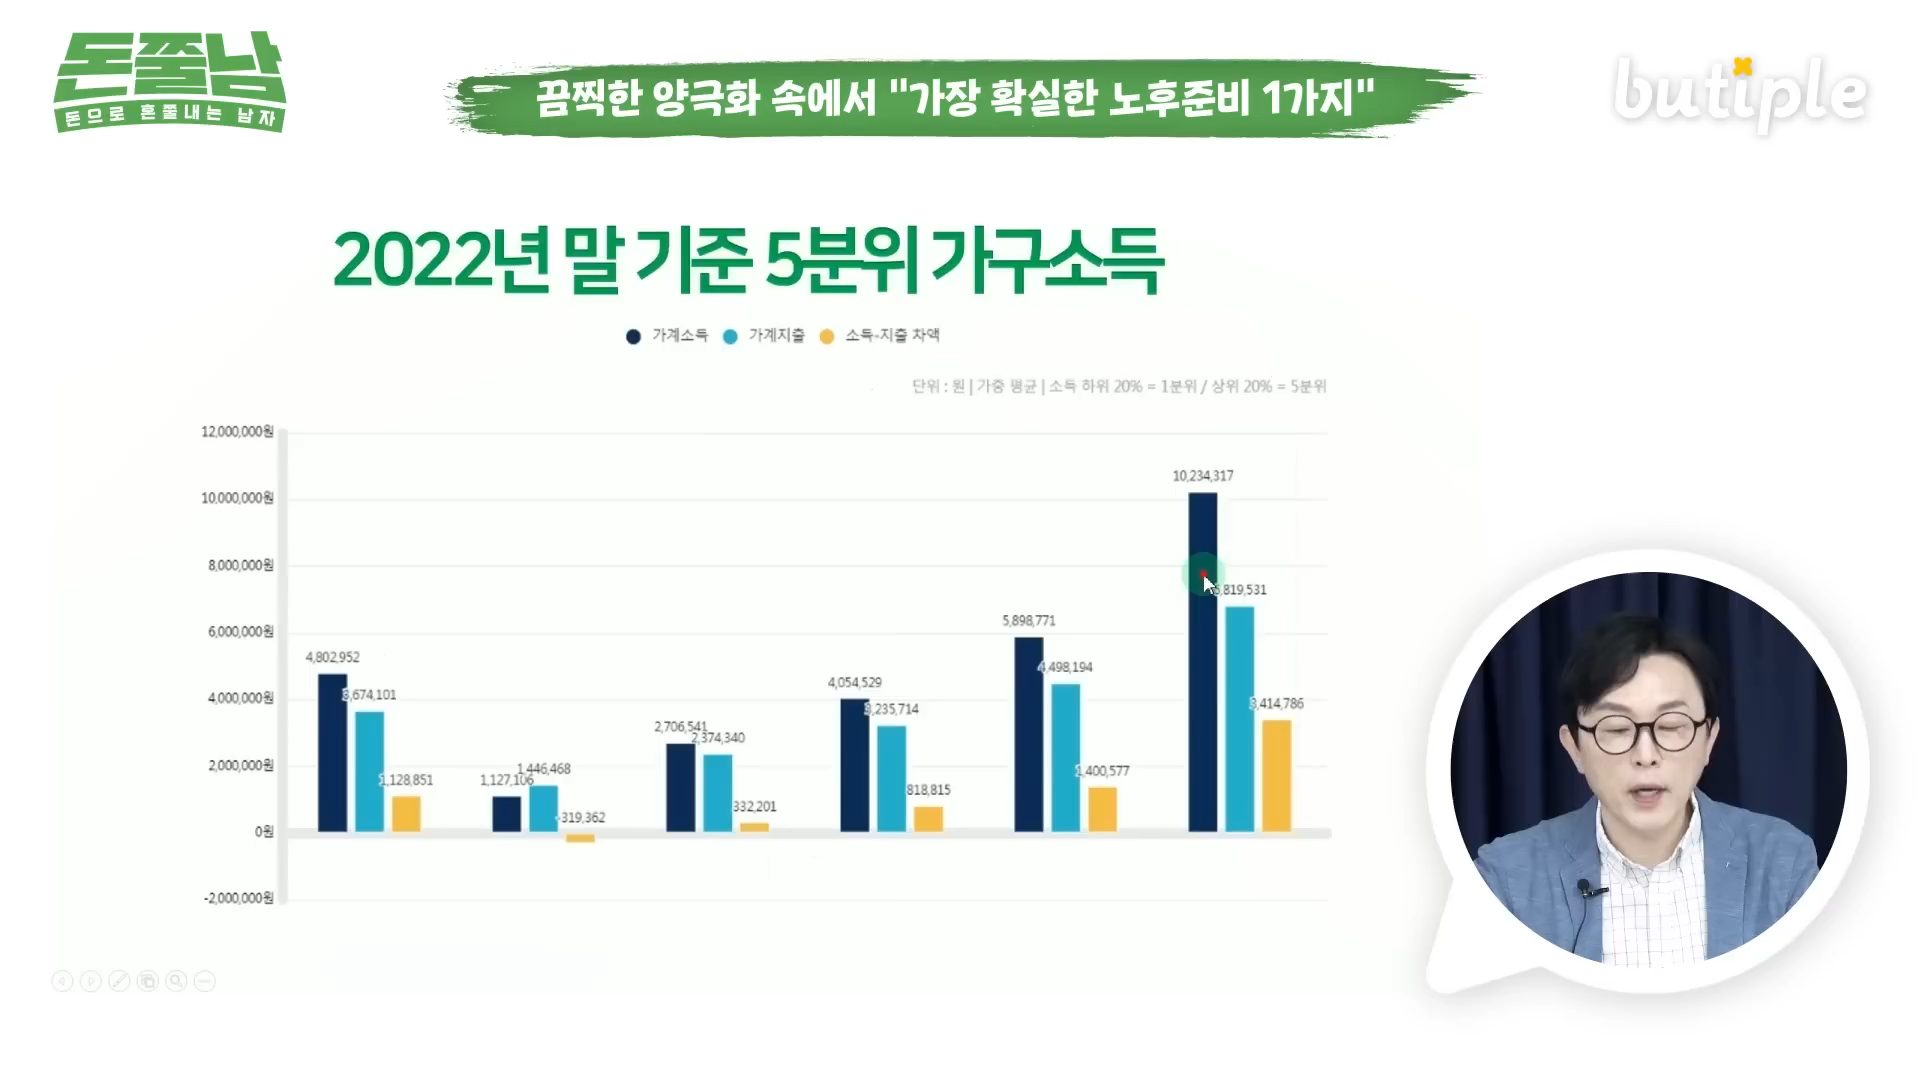 돈쭐남
돈으로 혼쭐내는 남자
끔찍한 양극화 속에서 "가장 확실한 노후준비 1가지"
butiple
2022년 말 기준 5분위 가구소득
가계소득 가계지출 소득-지출 차액
단위 : 원 | 가중 평균 | 소득 하위 20% = 1분위 / 상위 20% = 5분위
12,000,000원
10,000,000원
8,000,000원
6,000,000원
4,000,000원
2,000,000원
0원
-2,000,000원
4,802,952
3,674,101
1,128,851
1,127,106
1,446,468
-319,362
2,706,541
2,374,340
332,201
4,054,529
3,235,714
818,815
5,898,771
4,498,194
1,400,577
10,234,317
6,819,531
3,414,786